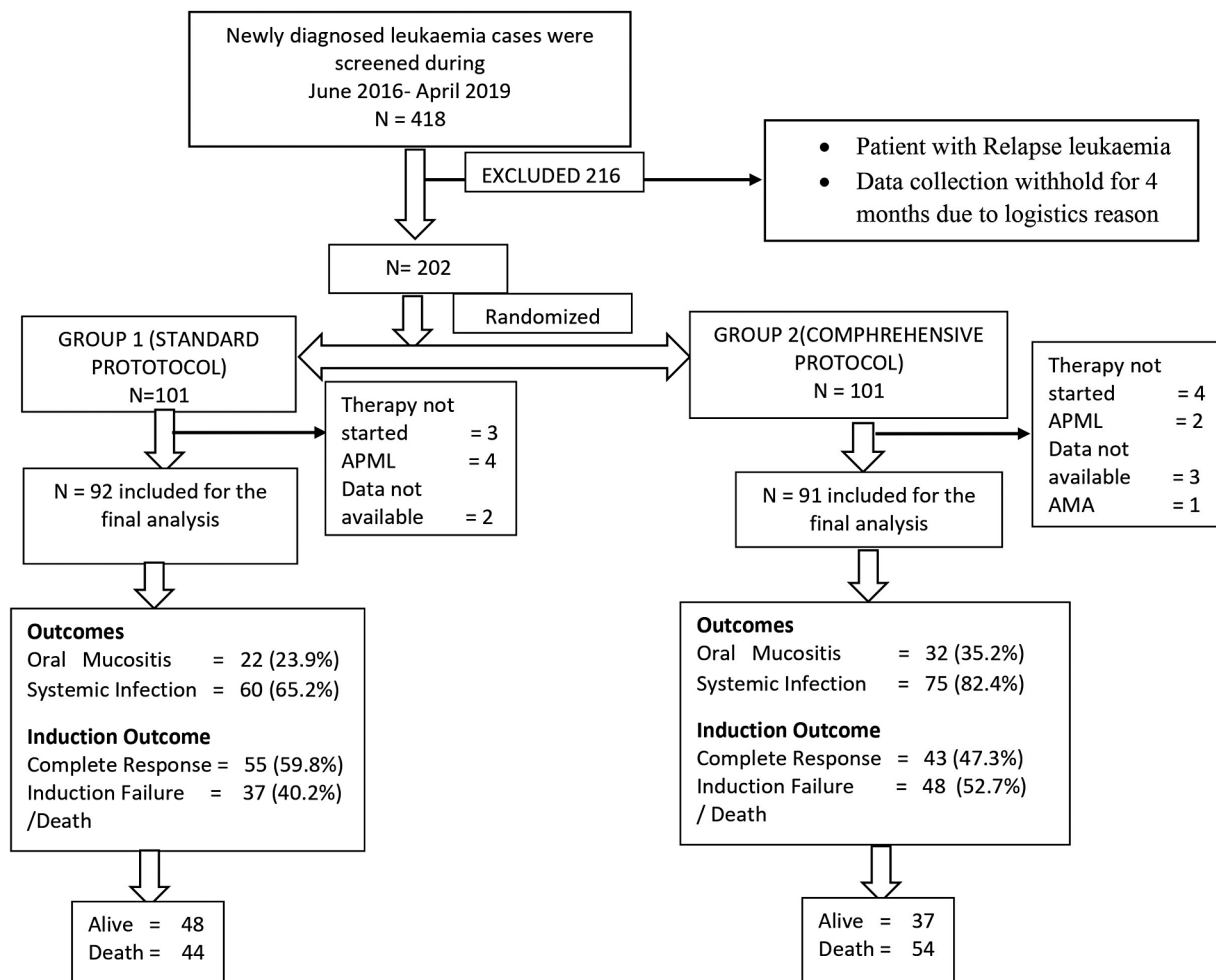 Newly diagnosed leukaemia cases were
screened during
June 2016- April 2019
N = 418
EXCLUDED 216
• Patient with Relapse leukaemia
• Data collection withhold for 4
months due to logistics reason
N= 202
Randomized
GROUP 1 (STANDARD
PROTOTOCOL)
N=101
GROUP 2(COMPHREHENSIVE
PROTOCOL)
N = 101
Therapy not
started = 3
APML = 4
Data not
available = 2
Therapy not
started = 4
APML = 2
Data not
available = 3
AMA = 1
N = 92 included for the
final analysis
N = 91 included for the
final analysis
Outcomes
Oral Mucositis = 22 (23.9%)
Systemic Infection = 60 (65.2%)
Induction Outcome
Complete Response = 55 (59.8%)
Induction Failure = 37 (40.2%)
/Death
Outcomes
Oral Mucositis = 32 (35.2%)
Systemic Infection = 75 (82.4%)
Induction Outcome
Complete Response = 43 (47.3%)
Induction Failure = 48 (52.7%)
/ Death
Alive = 48
Death = 44
Alive = 37
Death = 54